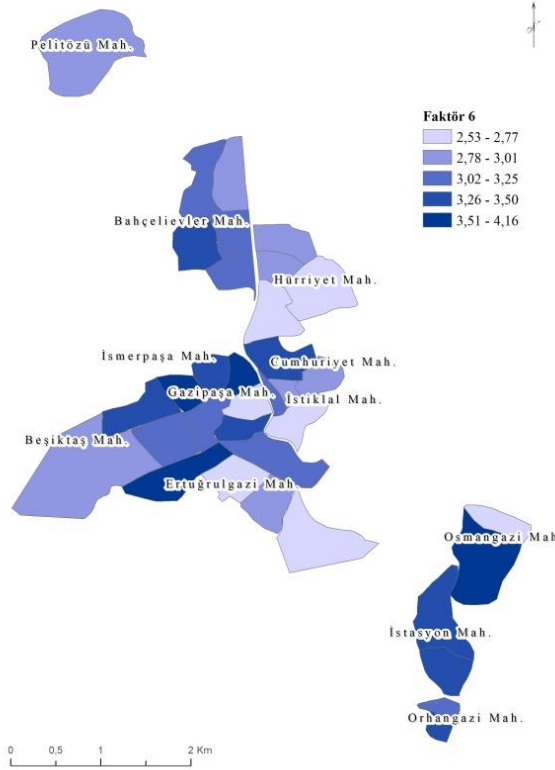 Pelitözü Mah.
Faktör 6
2,53 - 2,77
2,78 - 3,01
3,02 - 3,25
3,26 - 3,50
3,51 - 4,16
Bahçelievler Mah.
Hürriyet Mah.
İsmerpaşa Mah.
Cumhuriyet Mah.
Gazipaşa Mah.
İstiklal Mah.
Beşiktaş Mah.
Ertuğrulgazi Mah.
Osmangazi Mah
İstasyon Mah.
Orhangazi Mah.
0 0,5 1 2 Km